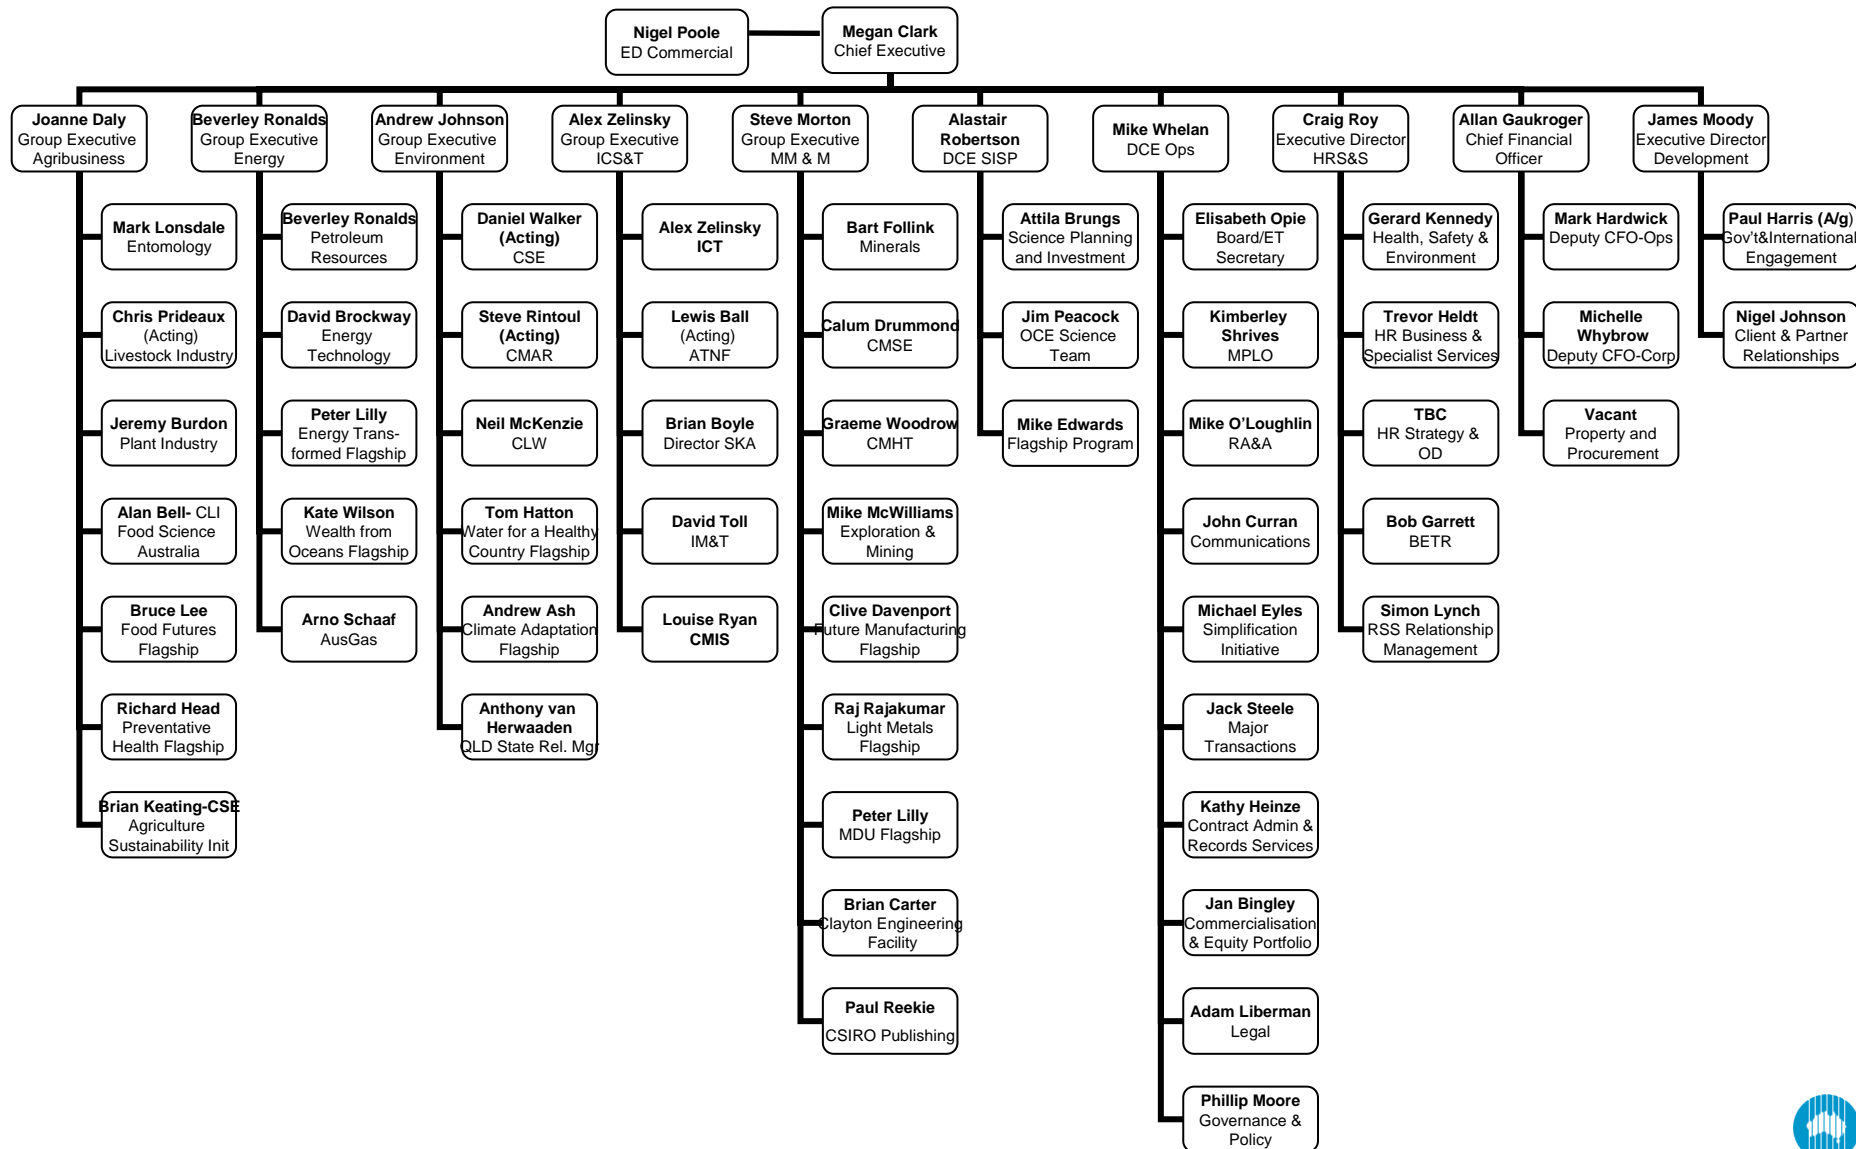 Nigel Poole
ED Commercial
Megan Clark
Chief Executive
Joanne Daly
Group Executive
Agribusiness
Beverley Ronalds
Group Executive
Energy
Andrew Johnson
Group Executive
Environment
Alex Zelinsky
Group Executive
ICS&T
Steve Morton
Group Executive
MM & M
Alastair
Robertson
DCE SISP
Mike Whelan
DCE Ops
Craig Roy
Executive Director
HRS&S
Allan Gaukroger
Chief Financial
Officer
James Moody
Executive Director
Development
Mark Lonsdale
Entomology
Chris Prideaux
(Acting)
Livestock Industry
Jeremy Burdon
Plant Industry
Alan Bell- CLI
Food Science
Australia
Bruce Lee
Food Futures
Flagship
Richard Head
Preventative
Health Flagship
Brian Keating-CSE
Agriculture
Sustainability Init
Beverley Ronalds
Petroleum
Resources
David Brockway
Energy
Technology
Peter Lilly
Energy Trans-
formed Flagship
Kate Wilson
Wealth from
Oceans Flagship
Arno Schaaf
AusGas
Daniel Walker
(Acting)
CSE
Steve Rintoul
(Acting)
CMAR
Neil McKenzie
CLW
Tom Hatton
Water for a Healthy
Country Flagship
Andrew Ash
Climate Adaptation
Flagship
Anthony van
Herwaaden
QLD State Rel. Mgr
Alex Zelinsky
ICT
Lewis Ball
(Acting)
ATNF
Brian Boyle
Director SKA
David Toll
IM&T
Louise Ryan
CMIS
Bart Follink
Minerals
Calum Drummond
CMSE
Graeme Woodrow
CMHT
Mike McWilliams
Exploration &
Mining
Clive Davenport
Future Manufacturing
Flagship
Raj Rajakumar
Light Metals
Flagship
Peter Lilly
MDU Flagship
Brian Carter
Clayton Engineering
Facility
Paul Reekie
CSIRO Publishing
Attila Brungs
Science Planning
and Investment
Jim Peacock
OCE Science
Team
Mike Edwards
Flagship Program
Elisabeth Opie
Board/ET
Secretary
Kimberley
Shrives
MPLO
Mike O'Loughlin
RA&A
John Curran
Communications
Michael Eyles
Simplification
Initiative
Jack Steele
Major
Transactions
Kathy Heinze
Contract Admin &
Records Services
Jan Bingley
Commercialisation
& Equity Portfolio
Adam Liberman
Legal
Phillip Moore
Governance &
Policy
Gerard Kennedy
Health, Safety &
Environment
Trevor Heldt
HR Business &
Specialist Services
TBC
HR Strategy &
OD
Bob Garrett
BETR
Simon Lynch
RSS Relationship
Management
Mark Hardwick
Deputy CFO-Ops
Michelle
Whybrow
Deputy CFO-Corp
Vacant
Property and
Procurement
Paul Harris (A/g)
Gov't&International
Engagement
Nigel Johnson
Client & Partner
Relationships